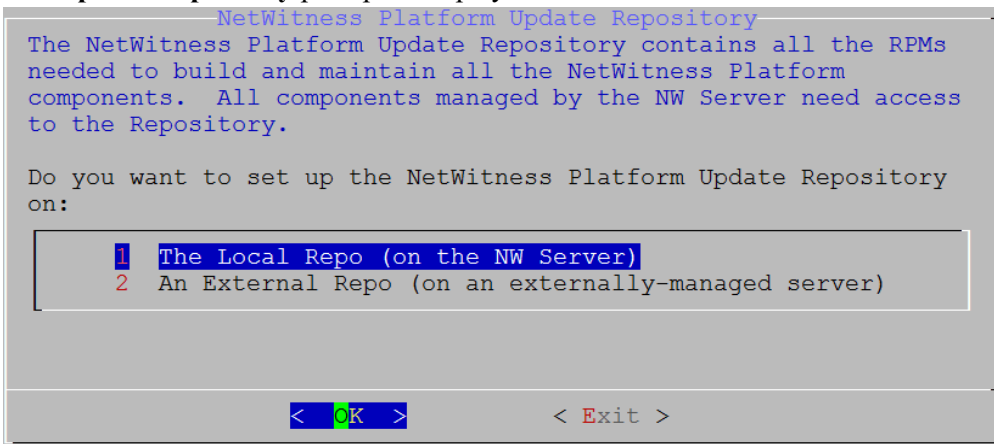 NetWitness Platform Update Repository
The NetWitness Platform Update Repository contains all the RPMs
needed to build and maintain all the NetWitness Platform
components.  All components managed by the NW Server need access
to the Repository.
Do you want to set up the NetWitness Platform Update Repository
on:
1  The Local Repo (on the NW Server)
2  An External Repo (on an externally-managed server)
<  OK  >          < Exit >